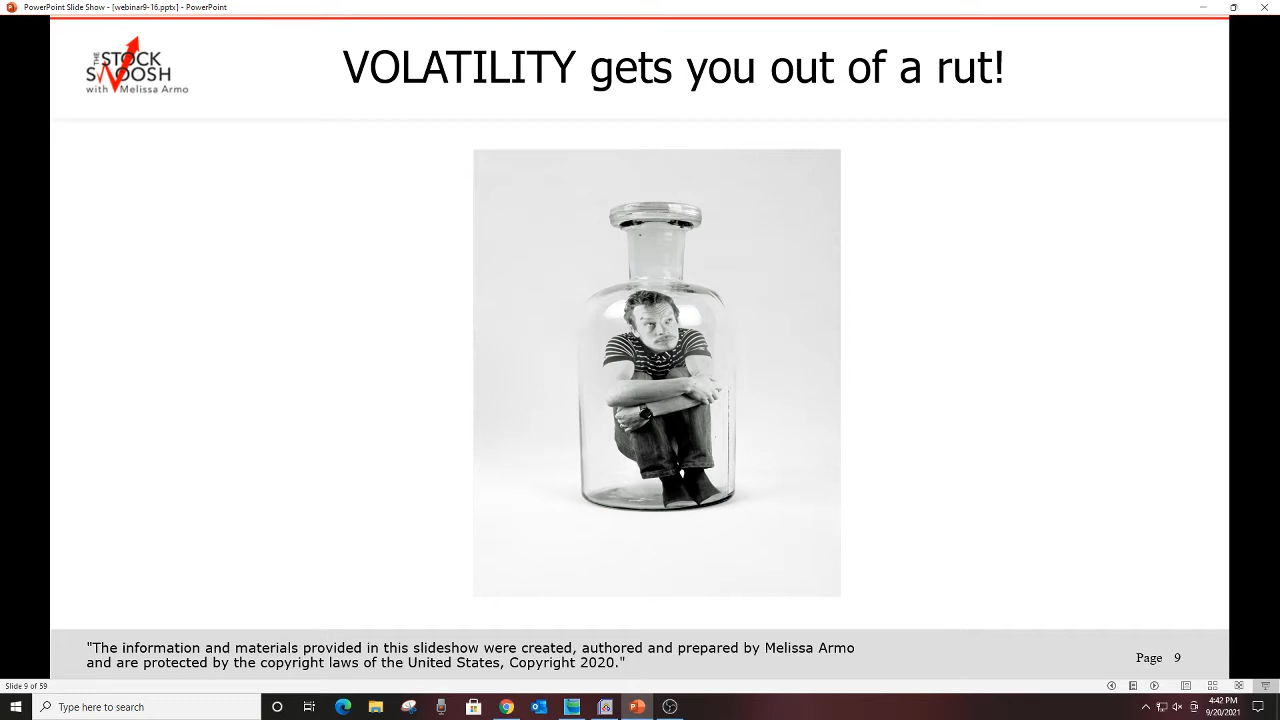 PowerPoint Slide Show - [webinar9-16.pptx] - PowerPoint
THE STOCK
SWOOSH
with Melissa Armo
VOLATILITY gets you out of a rut!
"The information and materials provided in this slideshow were created, authored and prepared by Melissa Armo
and are protected by the copyright laws of the United States, Copyright 2020."
Page 9
Slide 9 of 59
Type here to search
4:42 PM
9/20/2021